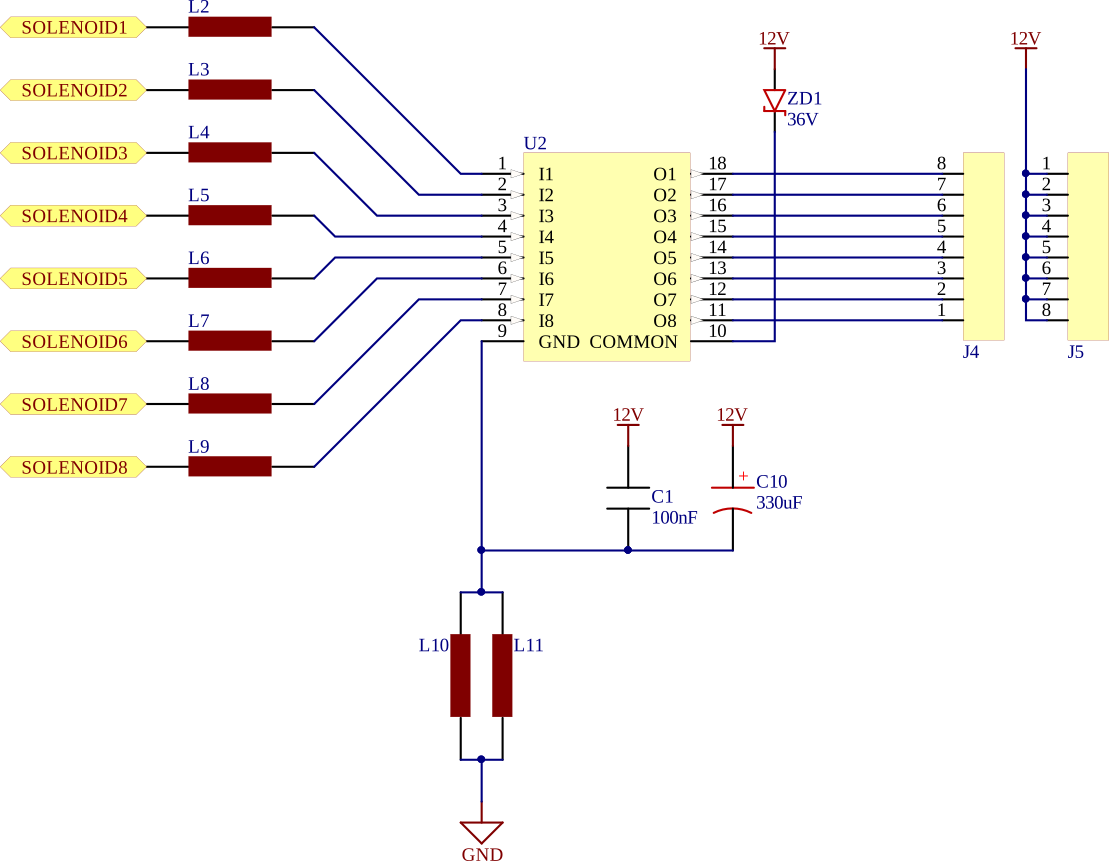 L2
SOLENOID1
L3
SOLENOID2
L4
SOLENOID3
L5
SOLENOID4
L6
SOLENOID5
L7
SOLENOID6
L8
SOLENOID7
L9
SOLENOID8
U2
1 I1 O1 18
2 I2 O2 17
3 I3 O3 16
4 I4 O4 15
5 I5 O5 14
6 I6 O6 13
7 I7 O7 12
8 I8 O8 11
9 GND COMMON 10
12V
ZD1
36V
8
7
6
5
4
3
2
1
J4
12V
1
2
3
4
5
6
7
8
J5
12V
C1
100nF
12V
+
C10
330uF
L10
L11
GND